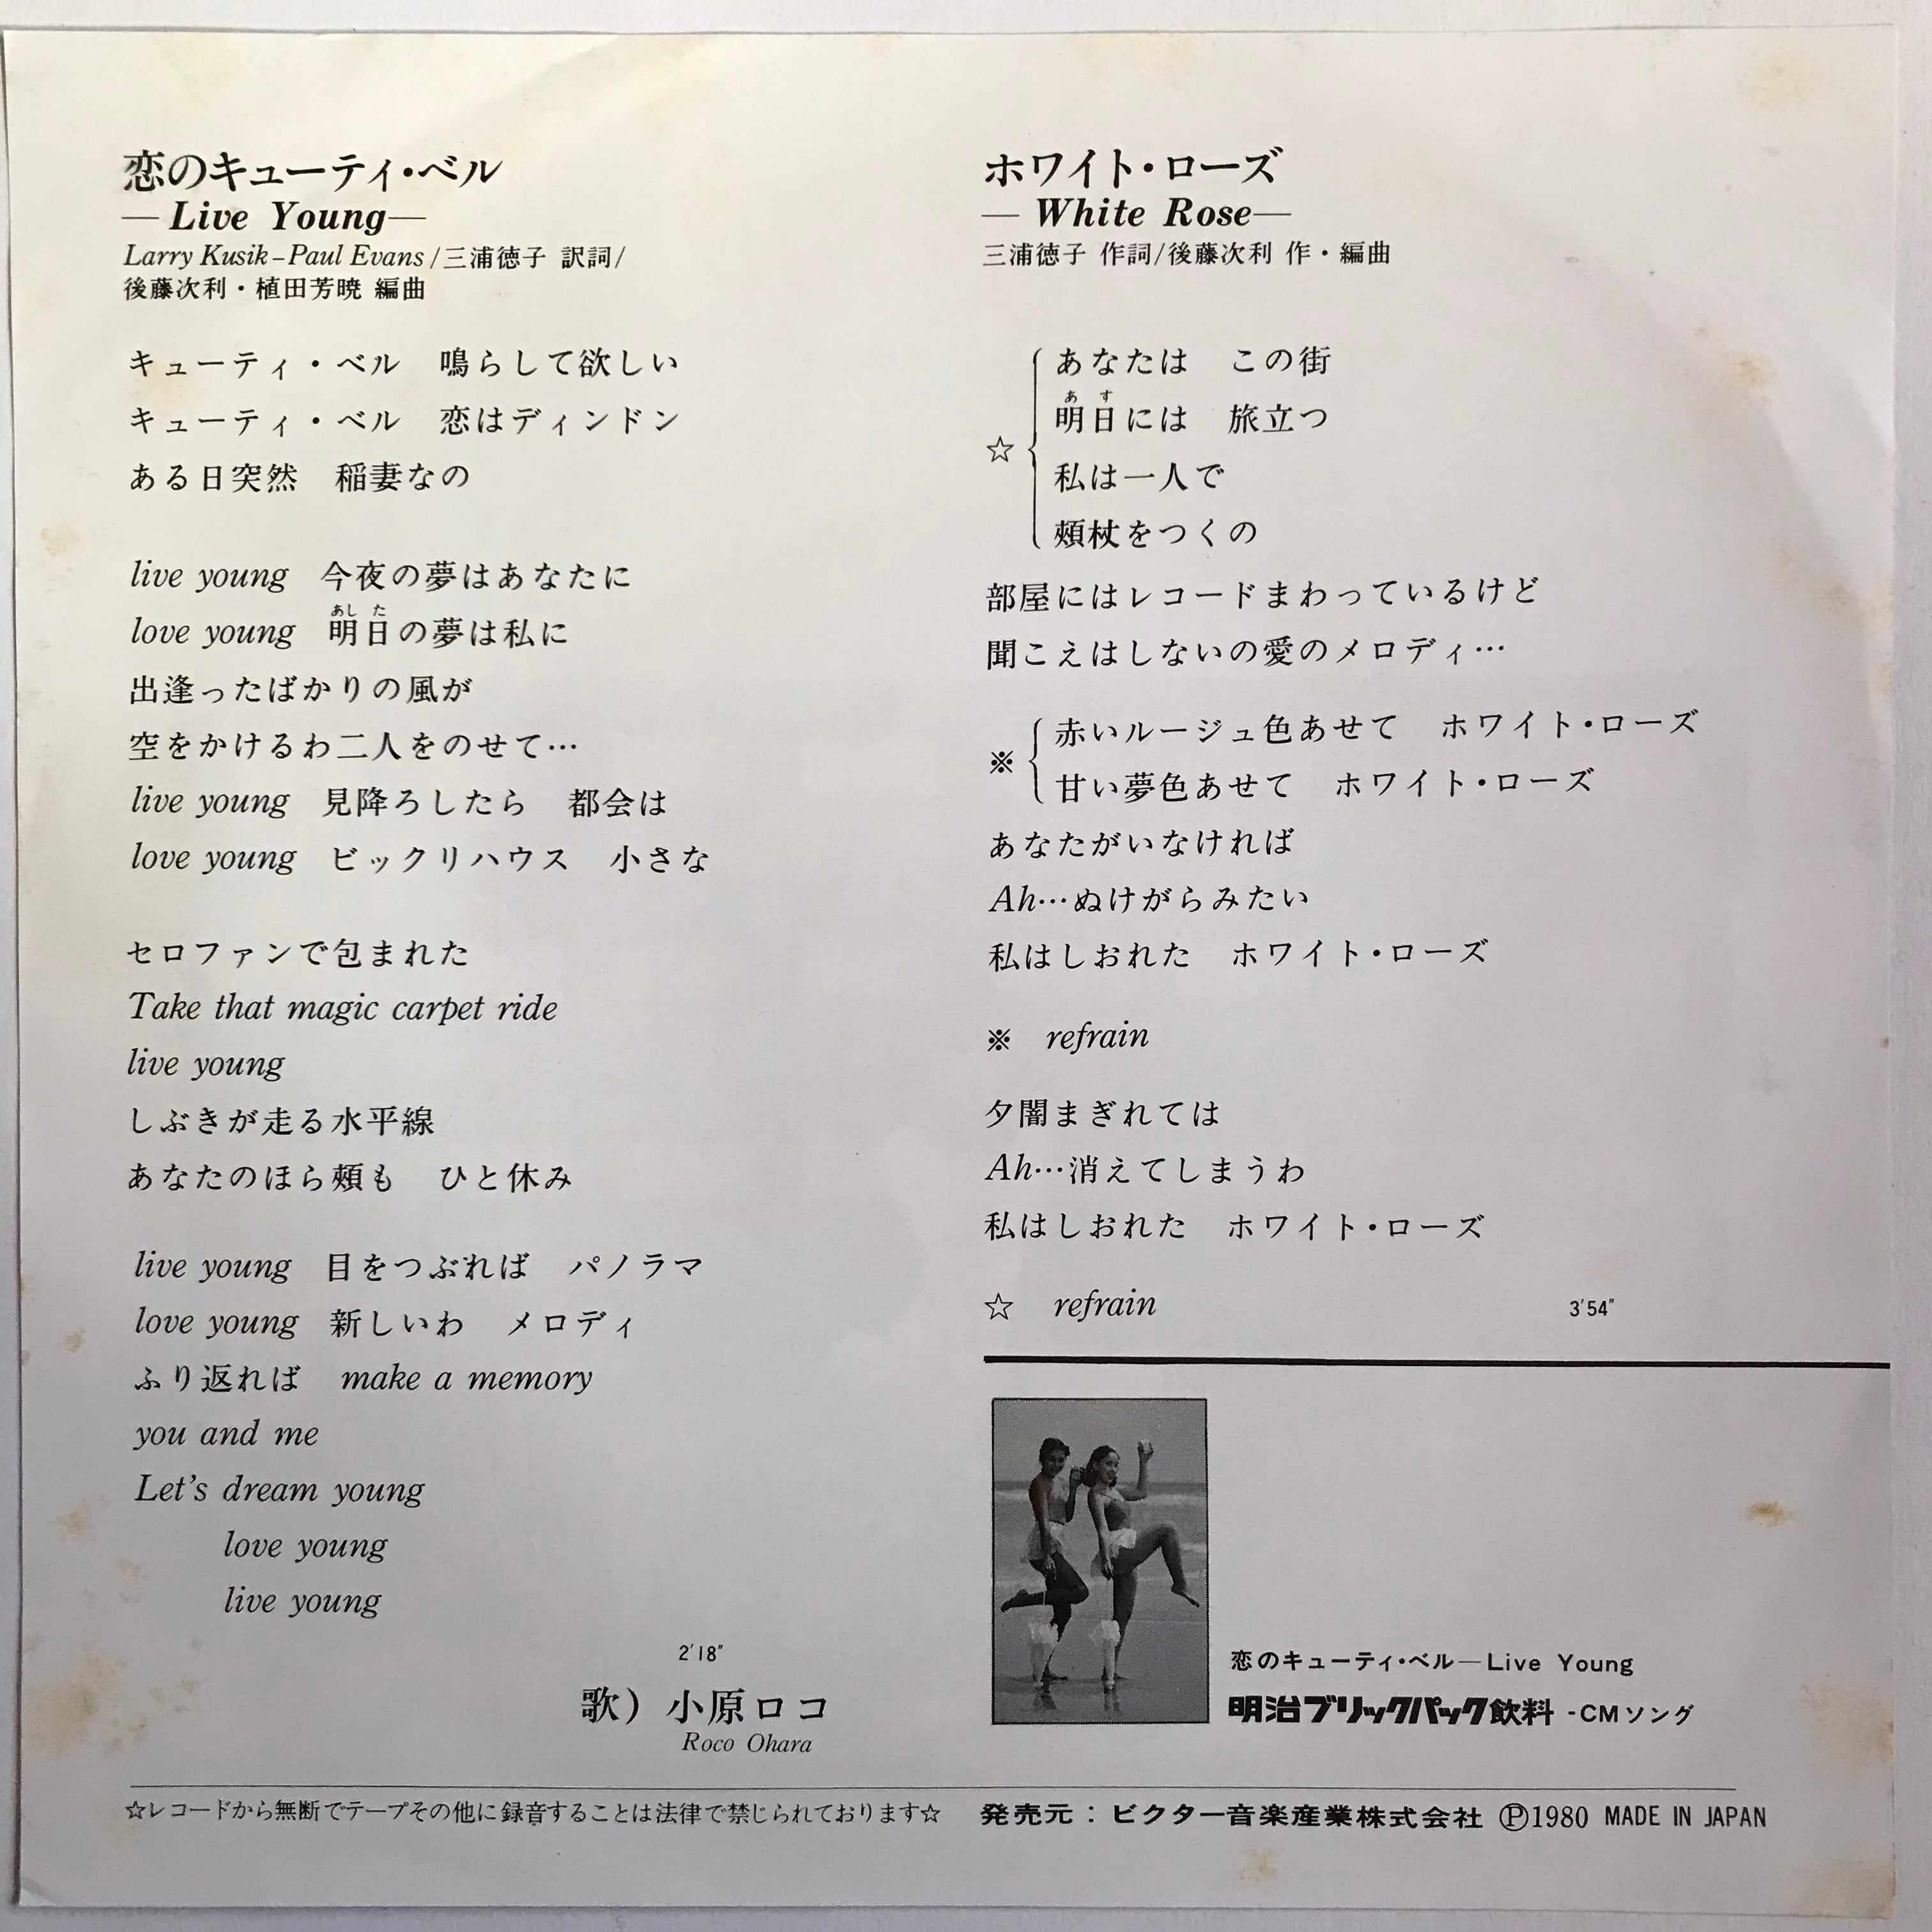 恋のキューティ・ベル
— Live Young—
Larry Kusik–Paul Evans/三浦徳子 訳詞/
後藤次利・植田芳暁 編曲
キューティ・ベル　鳴らして欲しい
キューティ・ベル　恋はディンドン
ある日突然　稲妻なの
live young　今夜の夢はあなたに
あし た
love young　明日の夢は私に
出逢ったばかりの風が
空をかけるわ二人をのせて…
live young　見降ろしたら　都会は
love young　ビックリハウス　小さな
セロファンで包まれた
Take that magic carpet ride
live young
しぶきが走る水平線
あなたのほら頬も　ひと休み
live young　目をつぶれば　パノラマ
love young　新しいわ　メロディ
ふり返れば　make a memory
you and me
Let's dream young
love young
live young
2′18″
歌）小原ロコ
Roco Ohara
ホワイト・ローズ
— White Rose—
三浦徳子 作詞/後藤次利 作・編曲
あなたは　この街
あ す
明日には　旅立つ
☆
私は一人で
頬杖をつくの
部屋にはレコードまわっているけど
聞こえはしないの愛のメロディ…
※
赤いルージュ色あせて　ホワイト・ローズ
甘い夢色あせて　ホワイト・ローズ
あなたがいなければ
Ah…ぬけがらみたい
私はしおれた　ホワイト・ローズ
※　refrain
夕闇まぎれては
Ah…消えてしまうわ
私はしおれた　ホワイト・ローズ
☆　refrain
3′54″
恋のキューティ・ベル—Live Young
明治ブリックパック飲料 -CMソング
☆レコードから無断でテープその他に録音することは法律で禁じられております☆
発売元：ビクター音楽産業株式会社 Ⓟ1980 MADE IN JAPAN